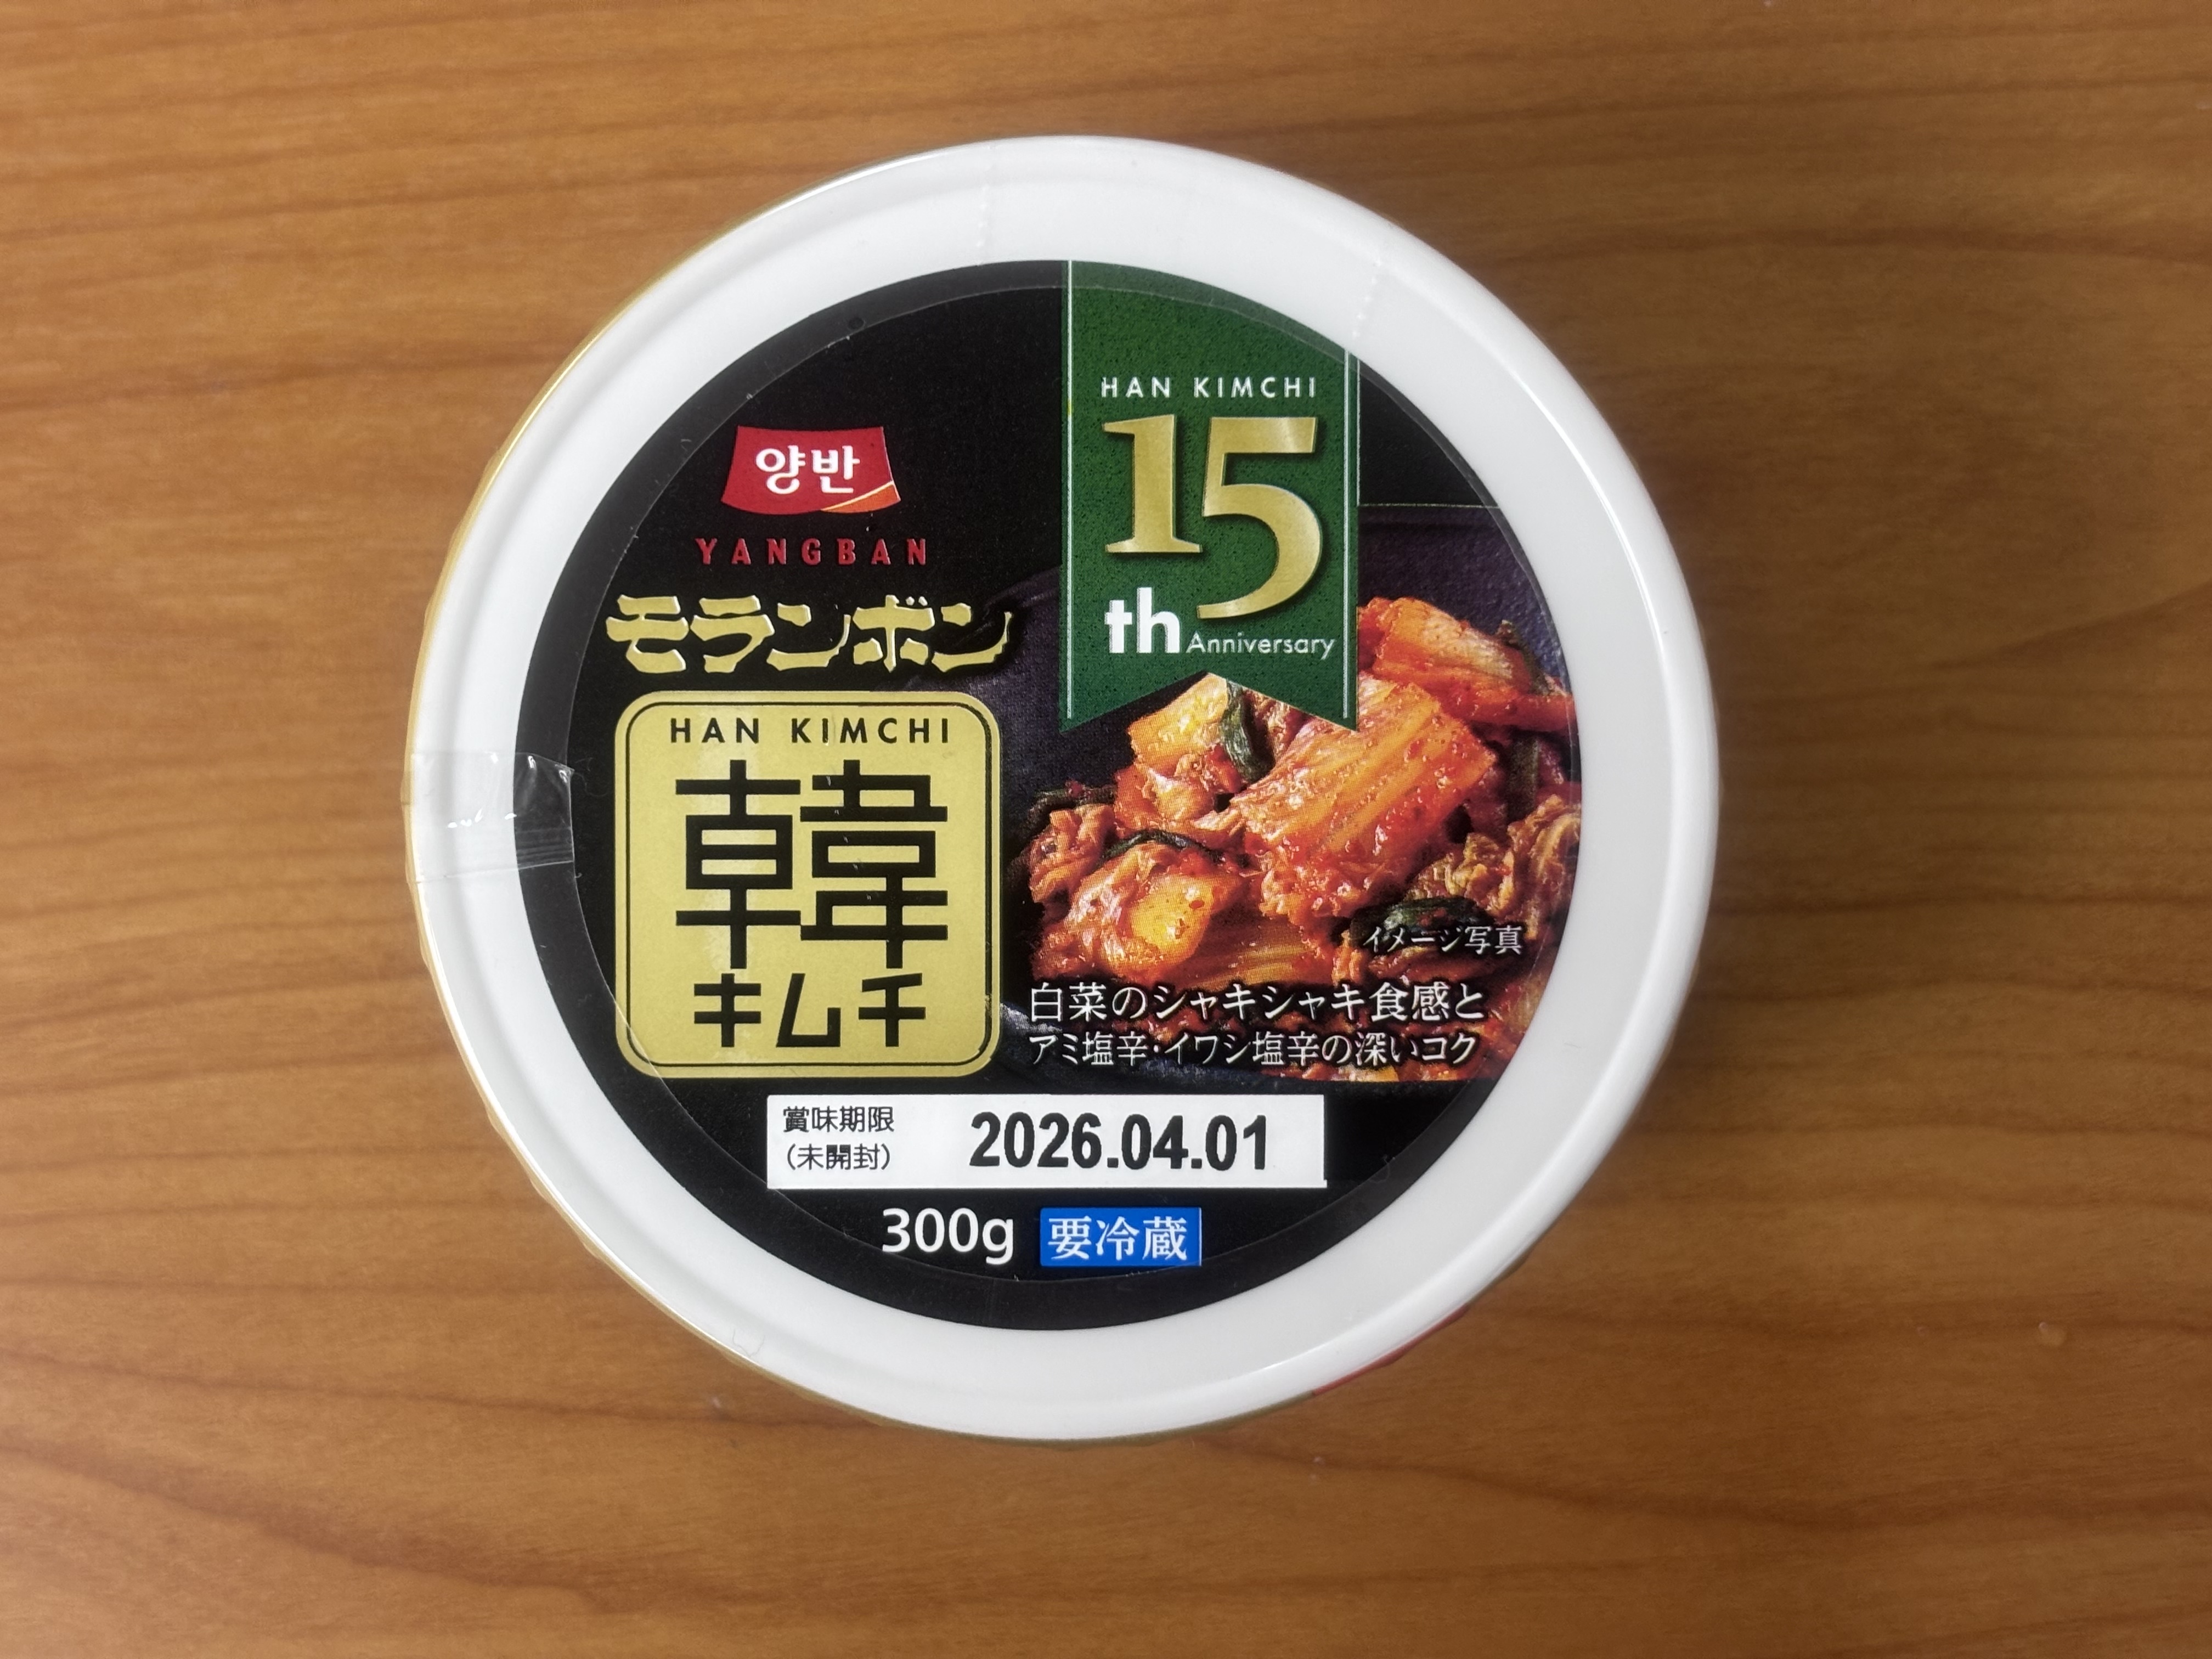 양반
YANGBAN
モランボン
HAN KIMCHI
韓
キムチ
HAN KIMCHI
15
th Anniversary
イメージ写真
白菜のシャキシャキ食感と
アミ塩辛･イワシ塩辛の深いコク
賞味期限
(未開封)
2026.04.01
300g 要冷蔵